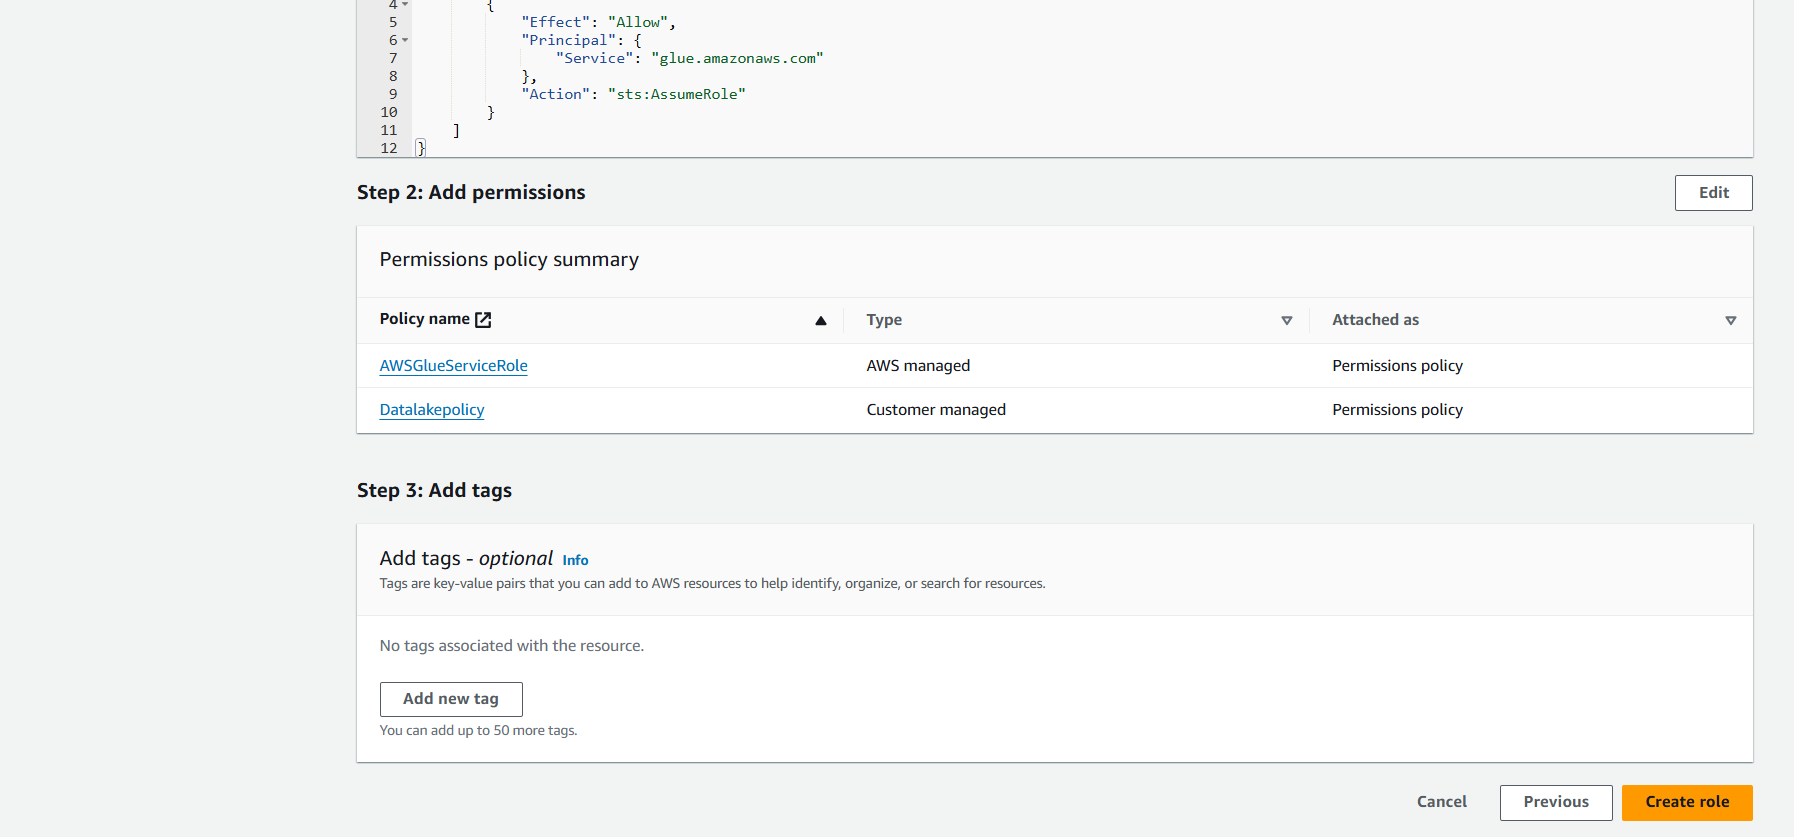 4 {
5 "Effect": "Allow",
6 "Principal": {
7 "Service": "glue.amazonaws.com"
8 },
9 "Action": "sts:AssumeRole"
10 }
11 ]
12 }
Step 2: Add permissions
Edit
Permissions policy summary
Policy name Type Attached as
AWSGlueServiceRole AWS managed Permissions policy
Datalakepolicy Customer managed Permissions policy
Step 3: Add tags
Add tags - optional Info
Tags are key-value pairs that you can add to AWS resources to help identify, organize, or search for resources.
No tags associated with the resource.
Add new tag
You can add up to 50 more tags.
Cancel Previous Create role